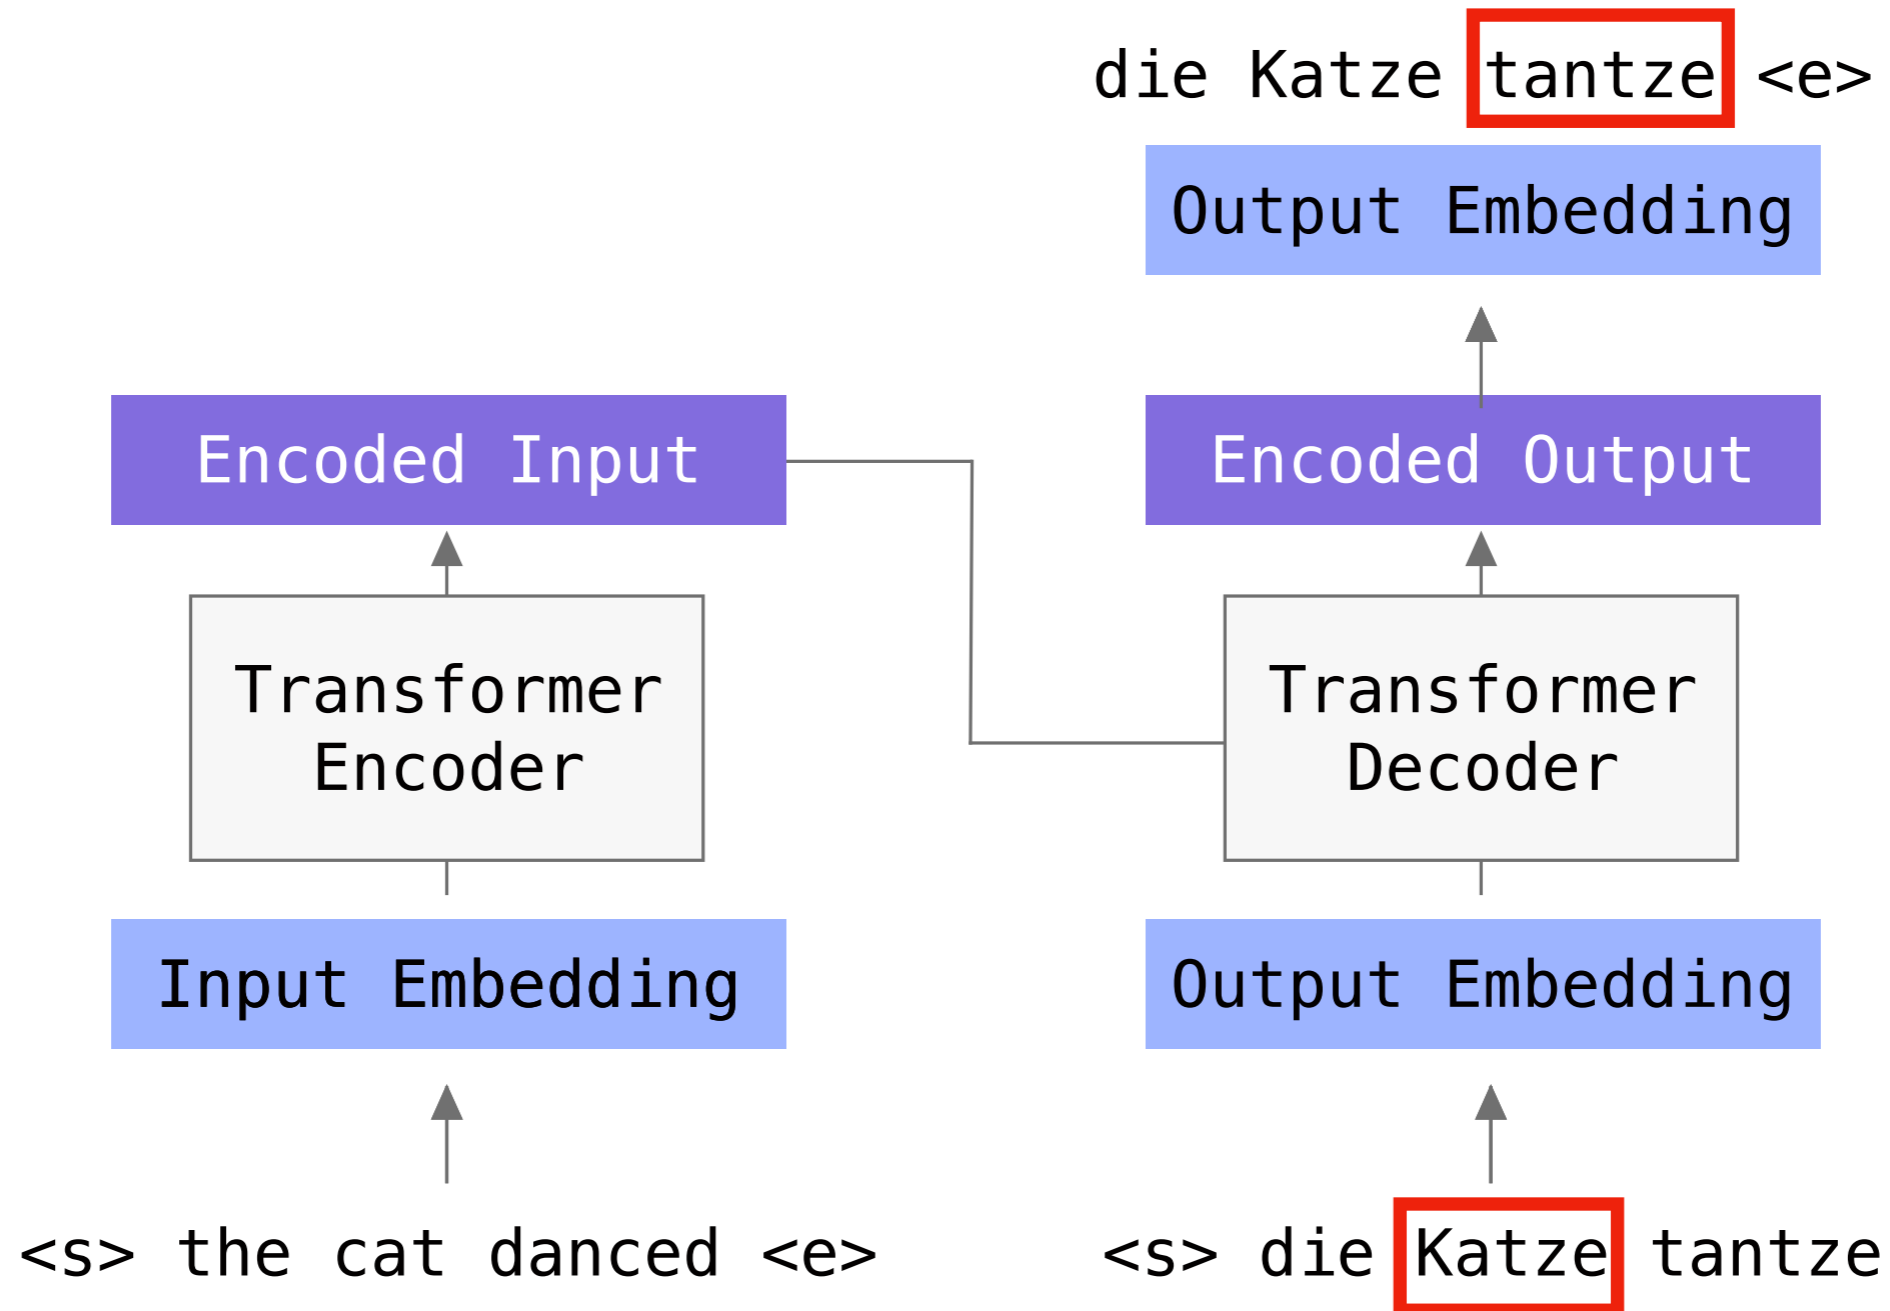 die Katze tantze <e>
Output Embedding
Encoded Input
Encoded Output
Transformer
Encoder
Transformer
Decoder
Input Embedding
Output Embedding
<s> the cat danced <e>
<s> die Katze tantze